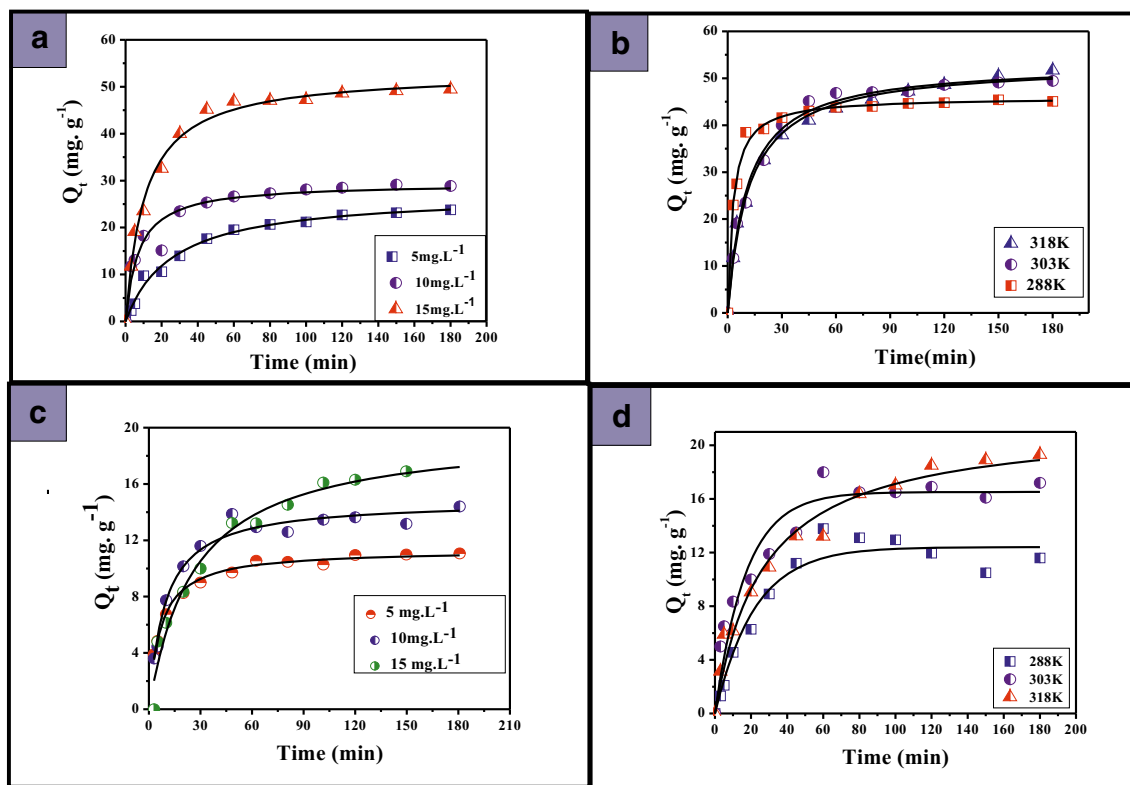 a
60
50
40
30
20
10
0
Q_t (mg. g^-1)
5mg.L^-1
10mg.L^-1
15mg.L^-1
0 20 40 60 80 100 120 140 160 180 200
Time (min)
b
60
50
40
30
20
10
0
Q_t (mg. g^-1)
318K
303K
288K
0 30 60 90 120 150 180
Time(min)
c
20
16
12
8
4
0
Q_t (mg. g^-1)
5 mg.L^-1
10mg.L^-1
15 mg.L^-1
0 30 60 90 120 150 180 210
Time (min)
d
20
16
12
8
4
0
Q_t (mg. g^-1)
288K
303K
318K
0 20 40 60 80 100 120 140 160 180 200
Time (min)